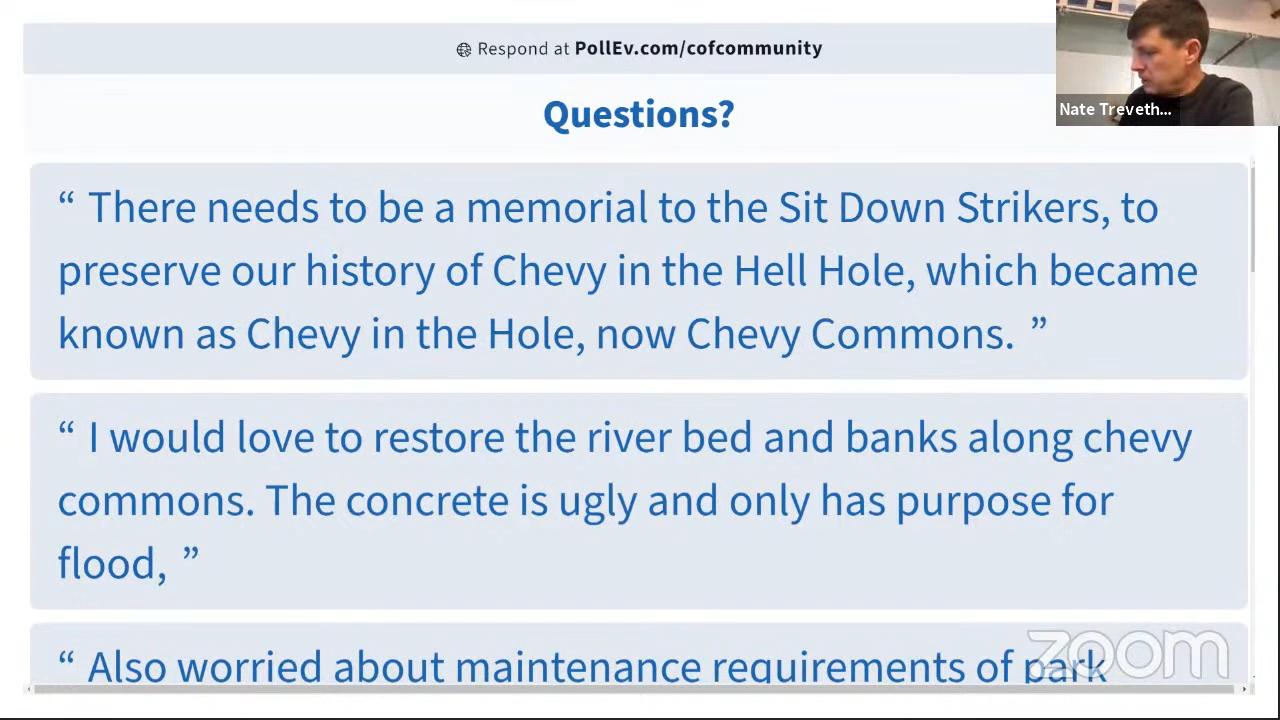 Respond at PollEv.com/cofcommunity
Nate Treveth...
Questions?
“ There needs to be a memorial to the Sit Down Strikers, to
preserve our history of Chevy in the Hell Hole, which became
known as Chevy in the Hole, now Chevy Commons. ”
“ I would love to restore the river bed and banks along chevy
commons. The concrete is ugly and only has purpose for
flood, ”
“ Also worried about maintenance requirements of park
zoom